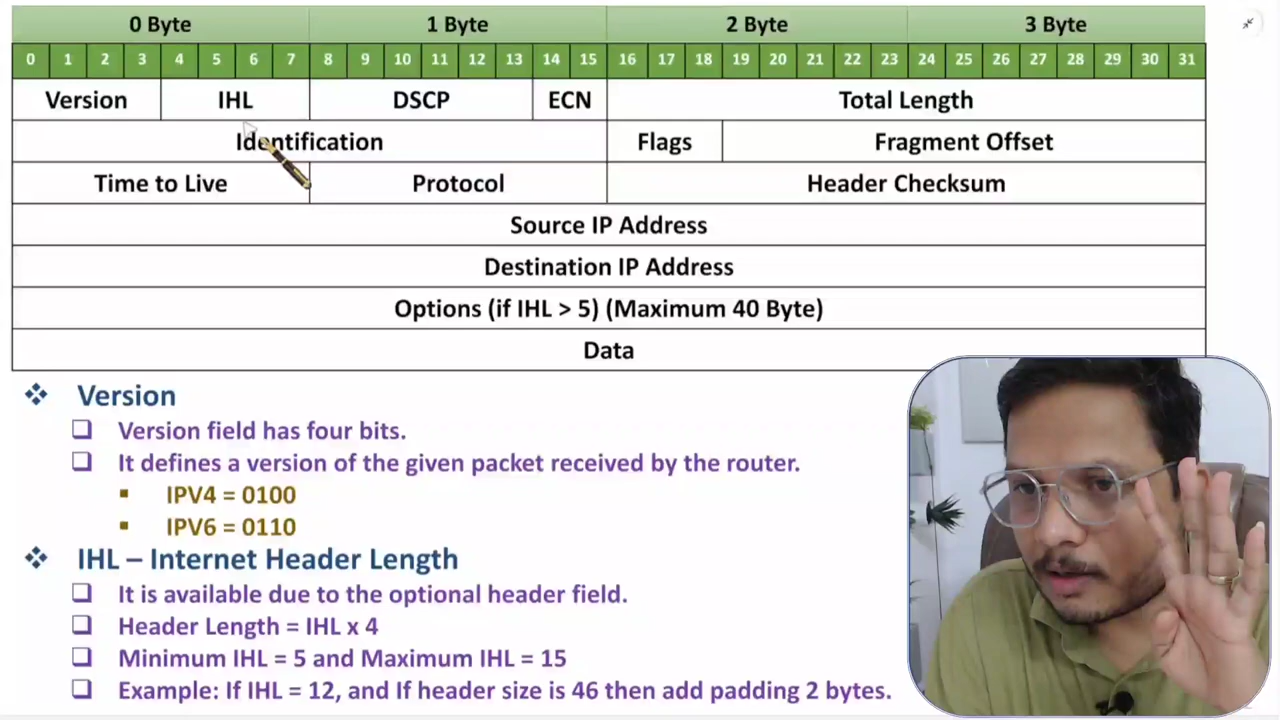 0 Byte 1 Byte 2 Byte 3 Byte
0 1 2 3 4 5 6 7 8 9 10 11 12 13 14 15 16 17 18 19 20 21 22 23 24 25 26 27 28 29 30 31
Version IHL DSCP ECN Total Length
Identification Flags Fragment Offset
Time to Live Protocol Header Checksum
Source IP Address
Destination IP Address
Options (if IHL > 5) (Maximum 40 Byte)
Data
❖ Version
❑ Version field has four bits.
❑ It defines a version of the given packet received by the router.
▪ IPV4 = 0100
▪ IPV6 = 0110
❖ IHL – Internet Header Length
❑ It is available due to the optional header field.
❑ Header Length = IHL x 4
❑ Minimum IHL = 5 and Maximum IHL = 15
❑ Example: If IHL = 12, and If header size is 46 then add padding 2 bytes.